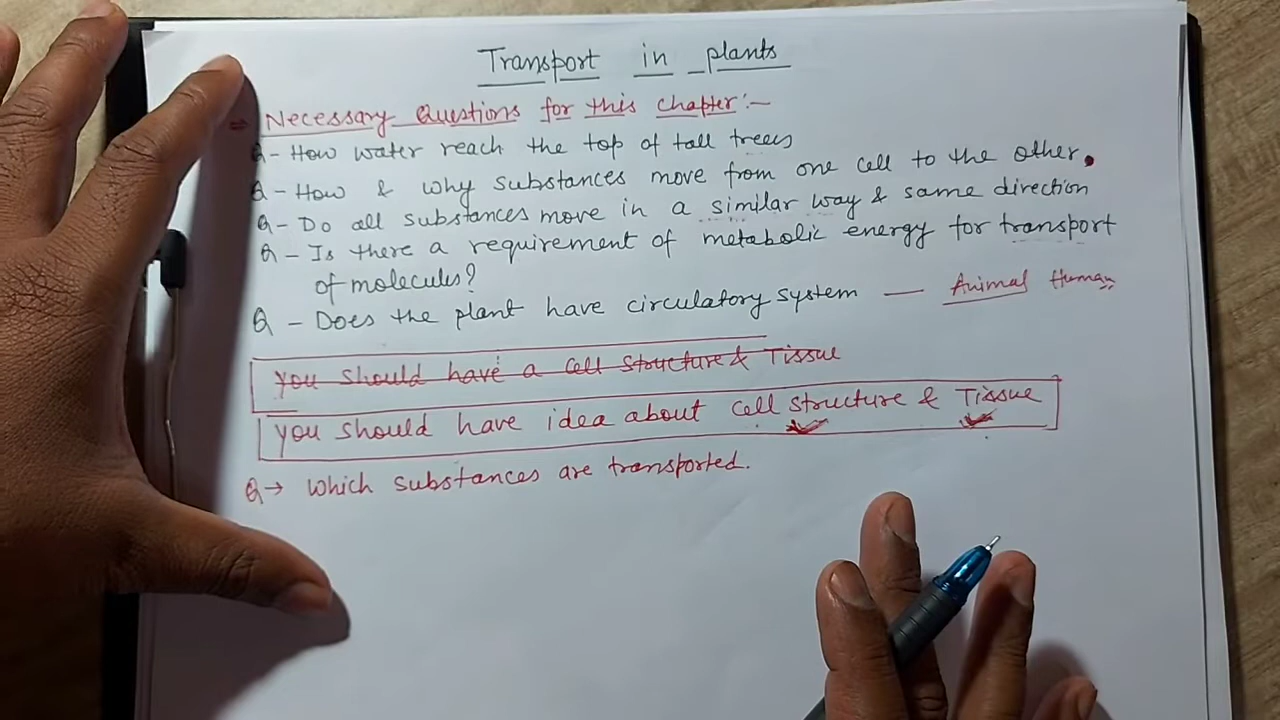 Transport in plants
⇒ Necessary Questions for this chapter:-
Q- How water reach the top of tall trees
Q - How & why substances move from one cell to the other.
Q - Do all substances move in a similar way & same direction
Q - Is there a requirement of metabolic energy for transport
of molecules?
Q - Does the plant have circulatory system — Animal Human
You should have a cell structure & Tissue
You should have idea about cell structure & Tissue
Q → which substances are transported.